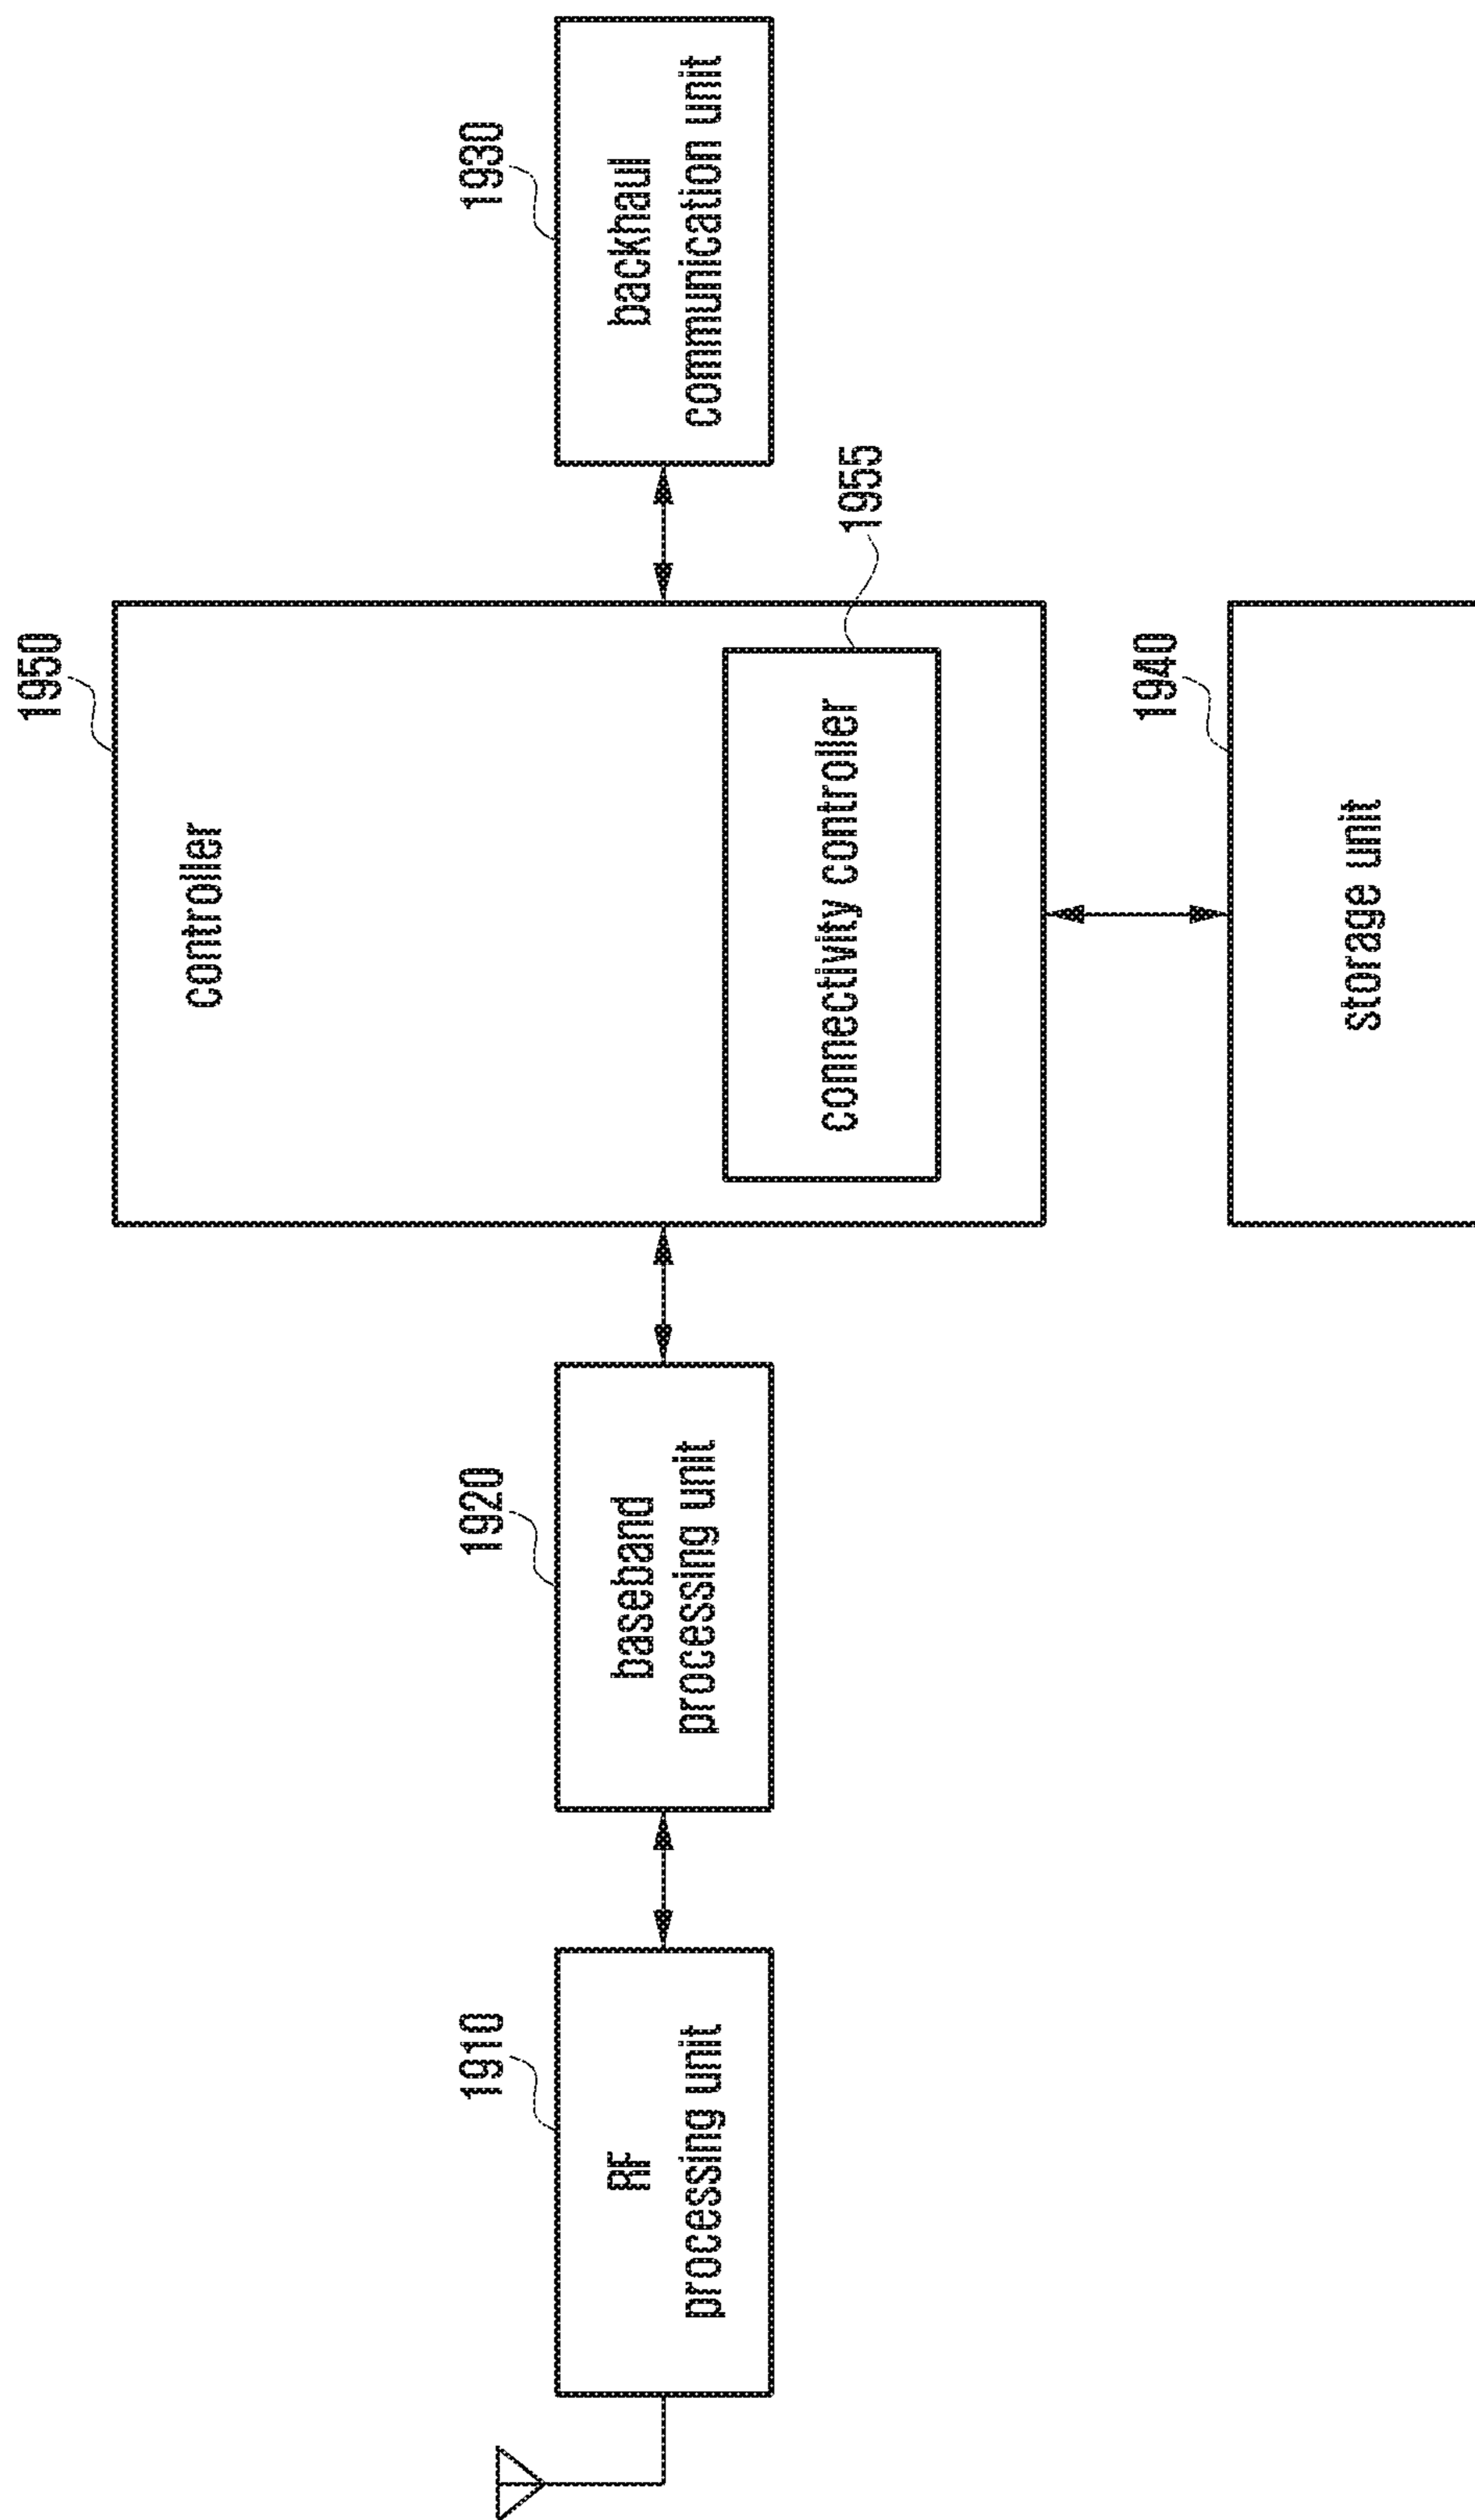 1950
controller
1910
RF
processing unit
1920
baseband
processing unit
1930
backhaul
communication unit
connectivity controller
1955
1940
storage unit